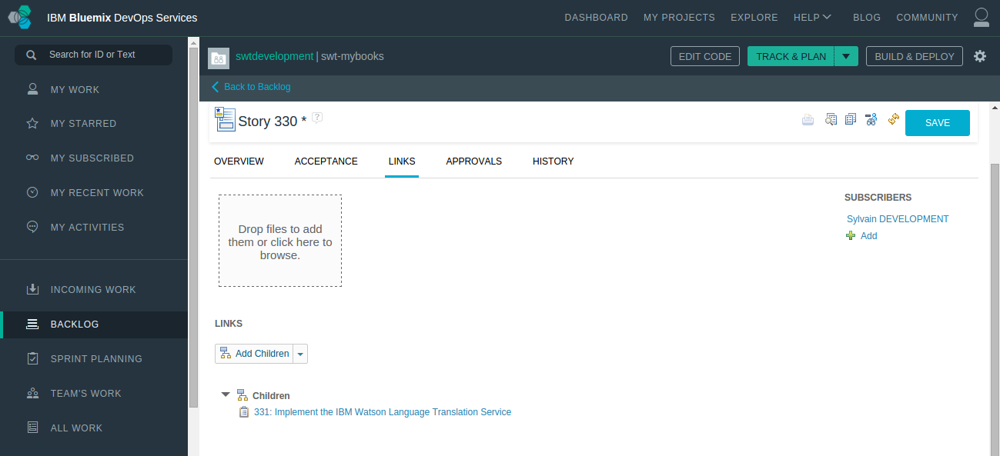 IBM Bluemix DevOps Services
DASHBOARD MY PROJECTS EXPLORE HELP BLOG COMMUNITY
Search for ID or Text
MY WORK
MY STARRED
MY SUBSCRIBED
MY RECENT WORK
MY ACTIVITIES
INCOMING WORK
BACKLOG
SPRINT PLANNING
TEAM'S WORK
ALL WORK
swtdevelopment | swt-mybooks
EDIT CODE TRACK & PLAN BUILD & DEPLOY
Back to Backlog
Story 330 * ?
SAVE
OVERVIEW ACCEPTANCE LINKS APPROVALS HISTORY
Drop files to add
them or click here to
browse.
SUBSCRIBERS
Sylvain DEVELOPMENT
Add
LINKS
Add Children
Children
331: Implement the IBM Watson Language Translation Service